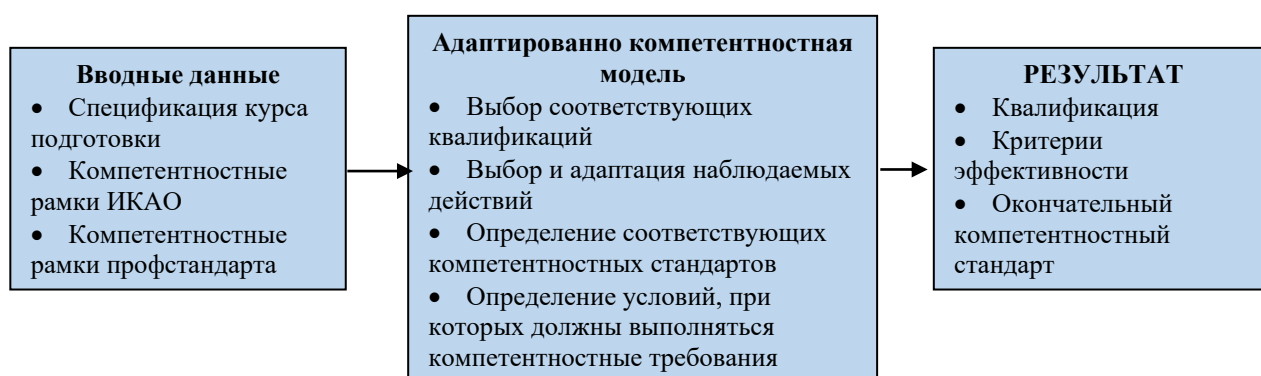 Вводные данные
• Спецификация курса
подготовки
• Компетентностные
рамки ИКАО
• Компетентностные
рамки профстандарта
Адаптированно компетентностная
модель
• Выбор соответствующих
квалификаций
• Выбор и адаптация наблюдаемых
действий
• Определение соответствующих
компетентностных стандартов
• Определение условий, при
которых должны выполняться
компетентностные требования
РЕЗУЛЬТАТ
• Квалификация
• Критерии
эффективности
• Окончательный
компетентностный
стандарт